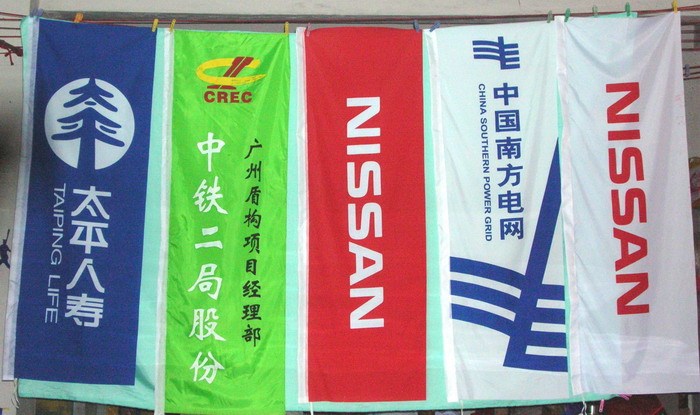 太平人寿
TAIPING LIFE
CREC
广州盾构项目经理部
中铁二局股份
NISSAN
中国南方电网
CHINA SOUTHERN POWER GRID
NISSAN